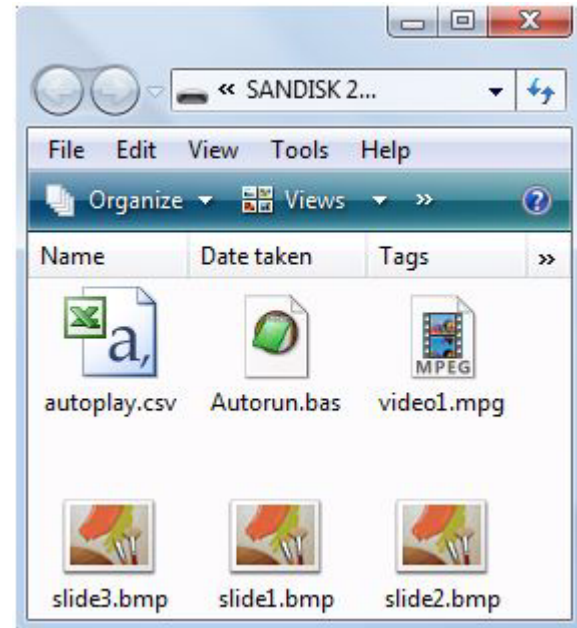 « SANDISK 2...
File Edit View Tools Help
Organize Views »
Name Date taken Tags »
a,
MPEG
autoplay.csv Autorun.bas video1.mpg
slide3.bmp slide1.bmp slide2.bmp